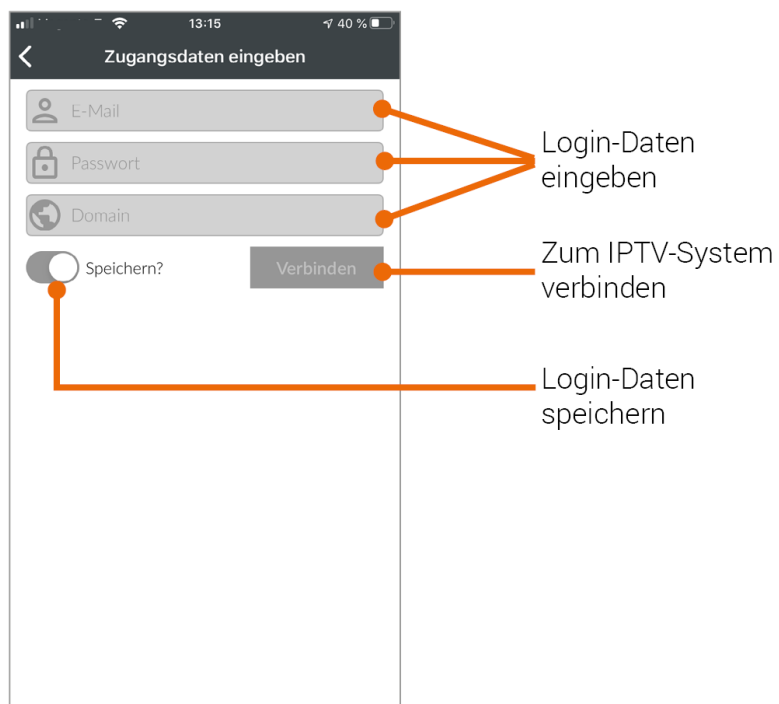 13:15 40 %
Zugangsdaten eingeben
E-Mail
Passwort
Domain
Speichern? Verbinden
Login-Daten
eingeben
Zum IPTV-System
verbinden
Login-Daten
speichern